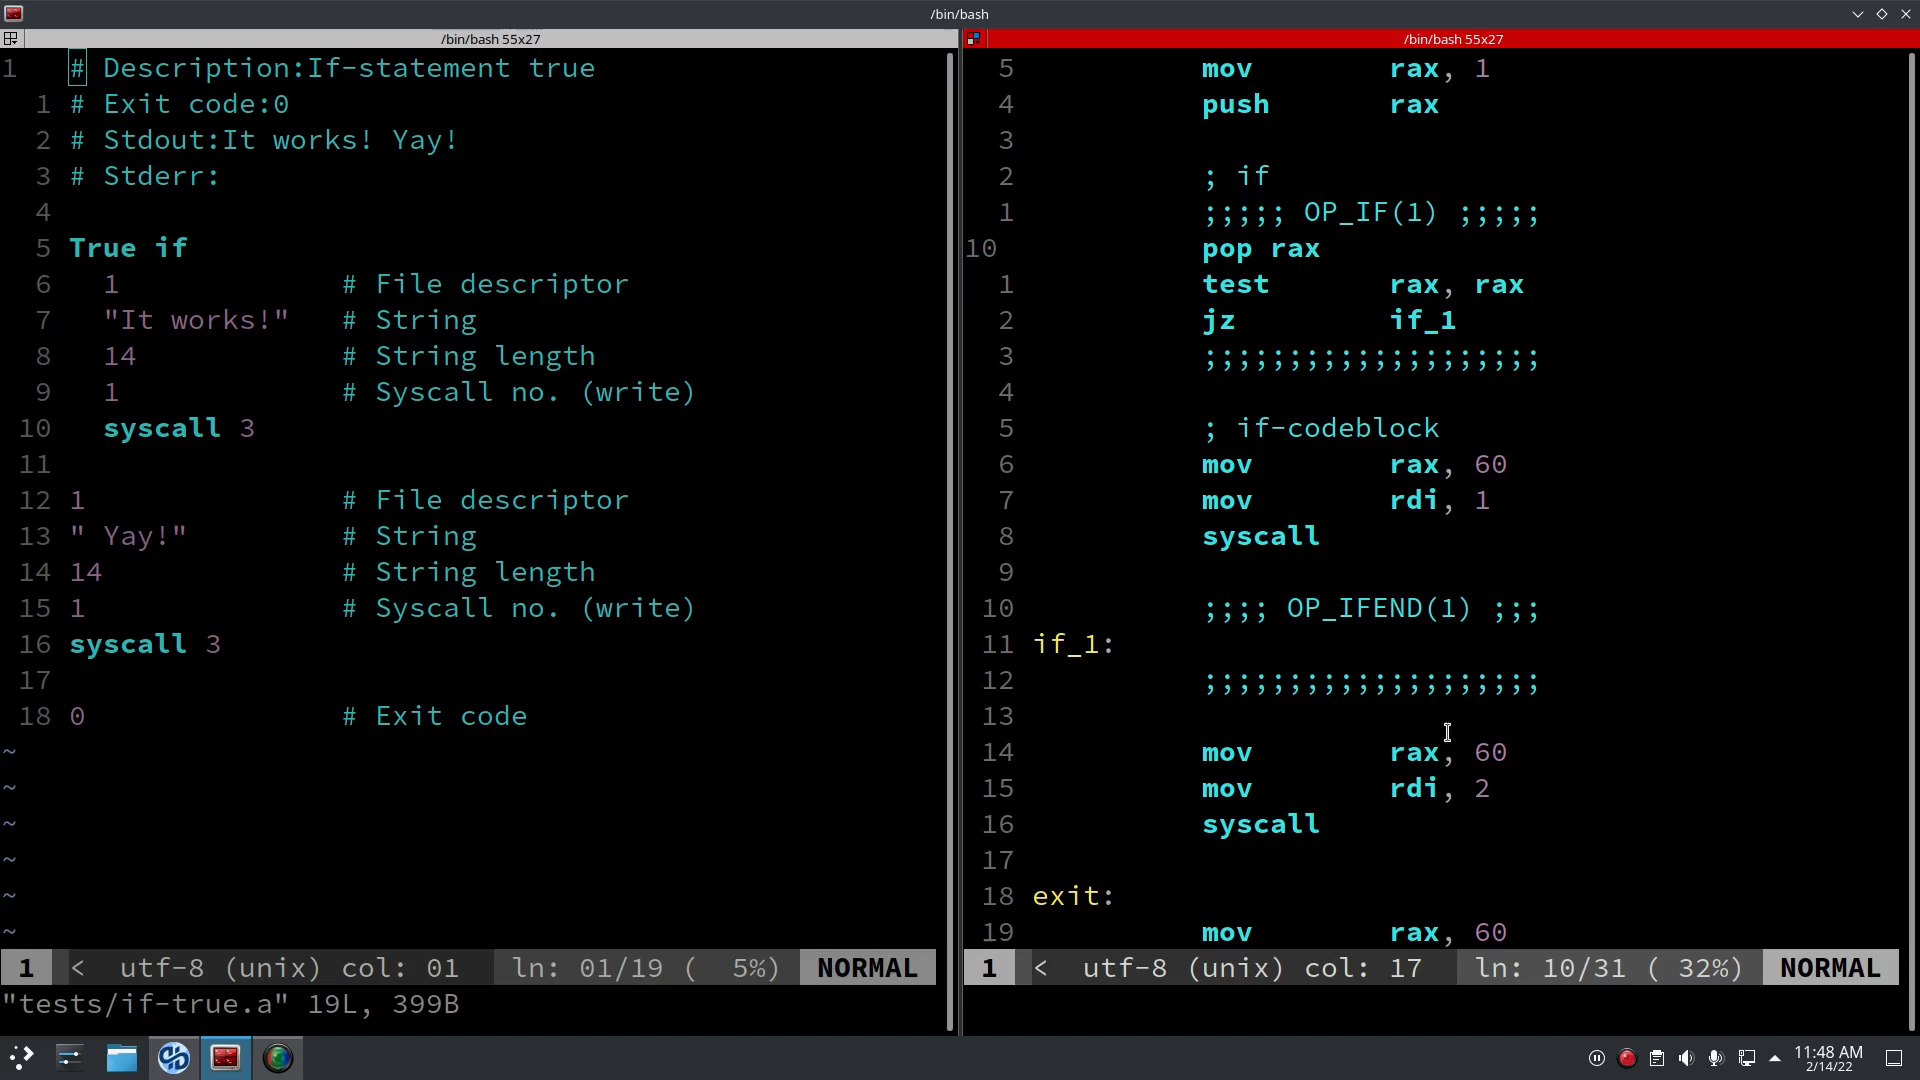 /bin/bash
/bin/bash 55x27
1 # Description:If-statement true
1 # Exit code:0
2 # Stdout:It works! Yay!
3 # Stderr:
4
5 True if
6 1 # File descriptor
7 "It works!" # String
8 14 # String length
9 1 # Syscall no. (write)
10 syscall 3
11
12 1 # File descriptor
13 " Yay!" # String
14 14 # String length
15 1 # Syscall no. (write)
16 syscall 3
17
18 0 # Exit code
~
~
~
~
~
~
1 < utf-8 (unix) col: 01 ln: 01/19 ( 5%) NORMAL
"tests/if-true.a" 19L, 399B
/bin/bash 55x27
5 mov rax, 1
4 push rax
3
2 ; if
1 ;;;;; OP_IF(1) ;;;;;
10 pop rax
1 test rax, rax
2 jz if_1
3 ;;;;;;;;;;;;;;;;;;;;
4
5 ; if-codeblock
6 mov rax, 60
7 mov rdi, 1
8 syscall
9
10 ;;;; OP_IFEND(1) ;;;
11 if_1:
12 ;;;;;;;;;;;;;;;;;;;;
13
14 mov rax, 60
15 mov rdi, 2
16 syscall
17
18 exit:
19 mov rax, 60
1 < utf-8 (unix) col: 17 ln: 10/31 ( 32%) NORMAL
11:48 AM
2/14/22